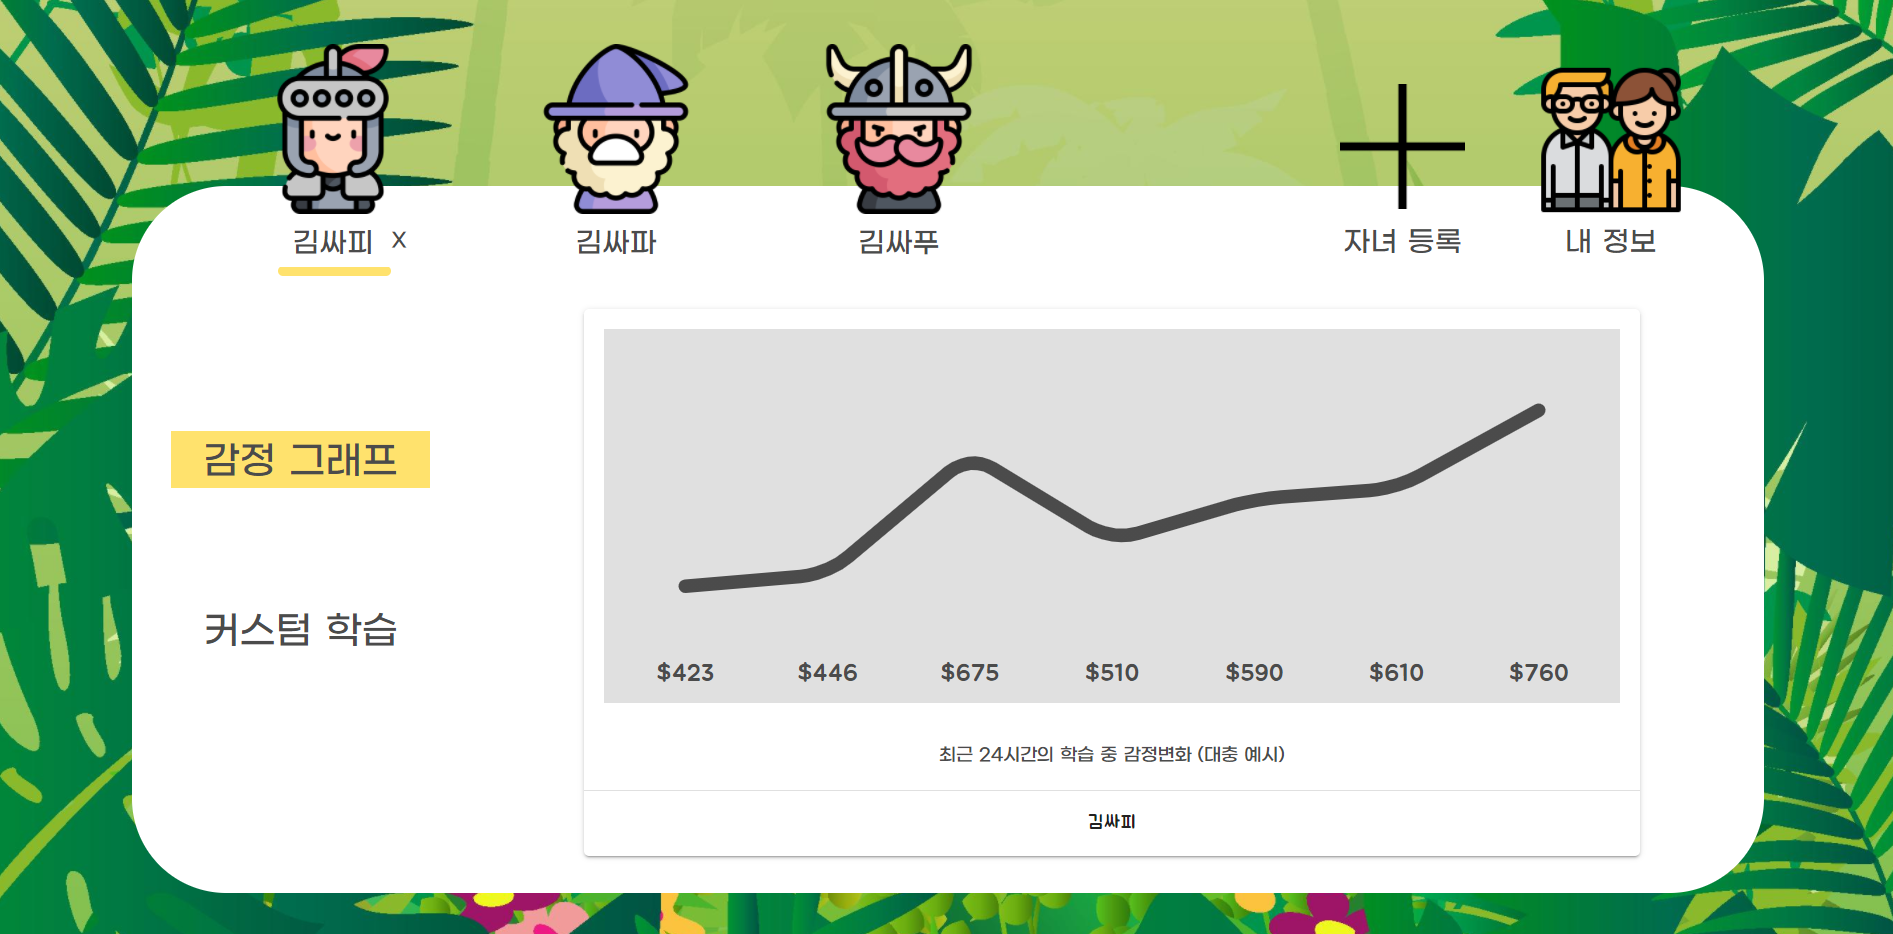 김싸피 X
김싸파
김싸푸
자녀 등록
내 정보
감정 그래프
커스텀 학습
$423 $446 $675 $510 $590 $610 $760
최근 24시간의 학습 중 감정변화 (대충 예시)
김싸피